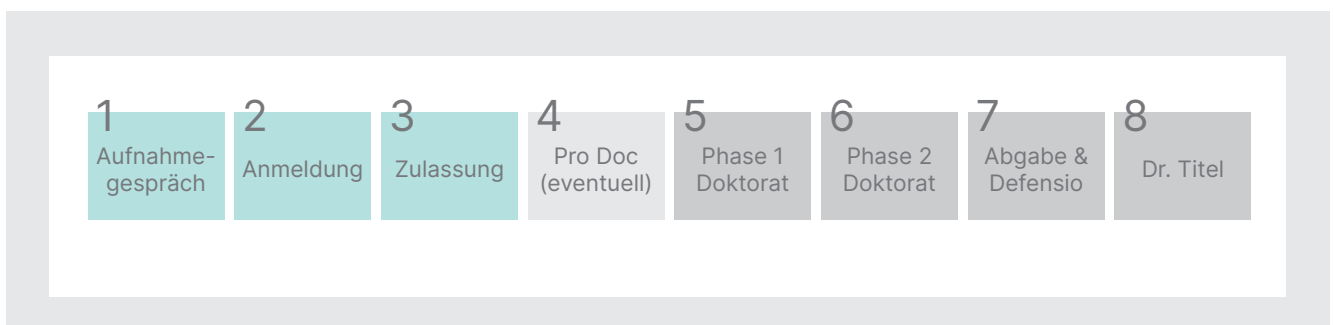 1
Aufnahme-
gespräch
2
Anmeldung
3
Zulassung
4
Pro Doc
(eventuell)
5
Phase 1
Doktorat
6
Phase 2
Doktorat
7
Abgabe &
Defensio
8
Dr. Titel